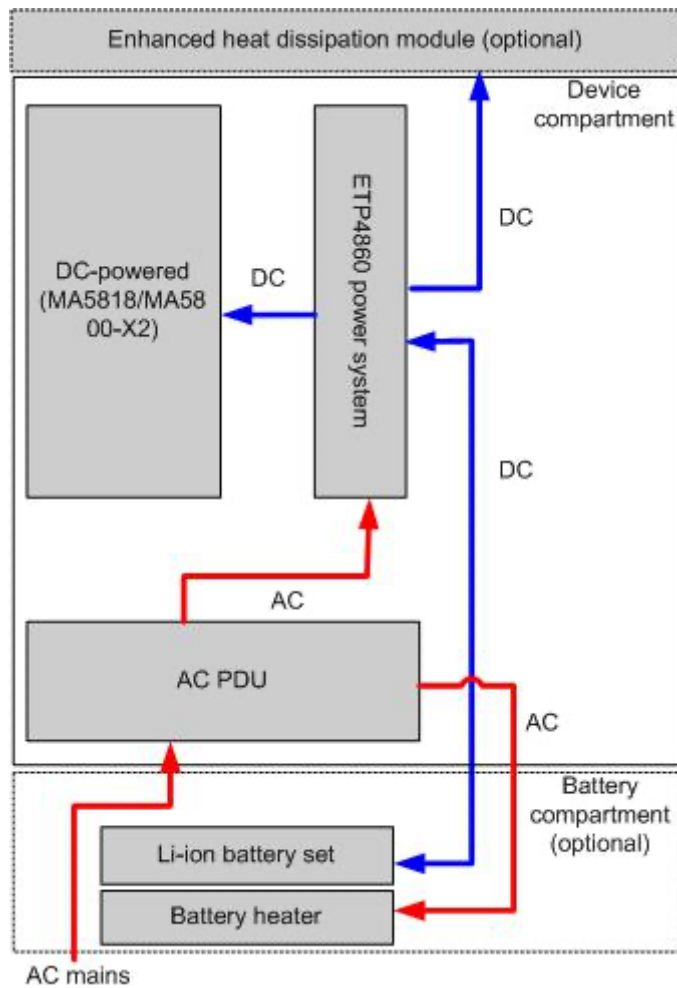 Enhanced heat dissipation module (optional)
Device
compartment
ETP4860 power system
DC
DC-powered
(MA5818/MA58
00-X2)
DC
DC
AC
AC PDU
AC
Battery
compartment
(optional)
Li-ion battery set
Battery heater
AC mains